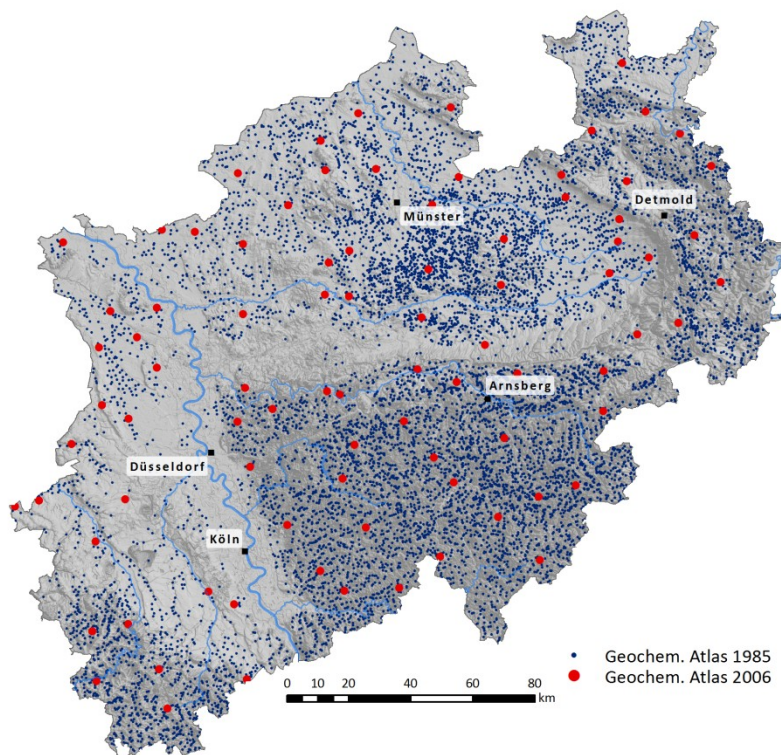 Münster
Detmold
Arnsberg
Düsseldorf
Köln
Geochem. Atlas 1985
Geochem. Atlas 2006
0 10 20 40 60 80
km